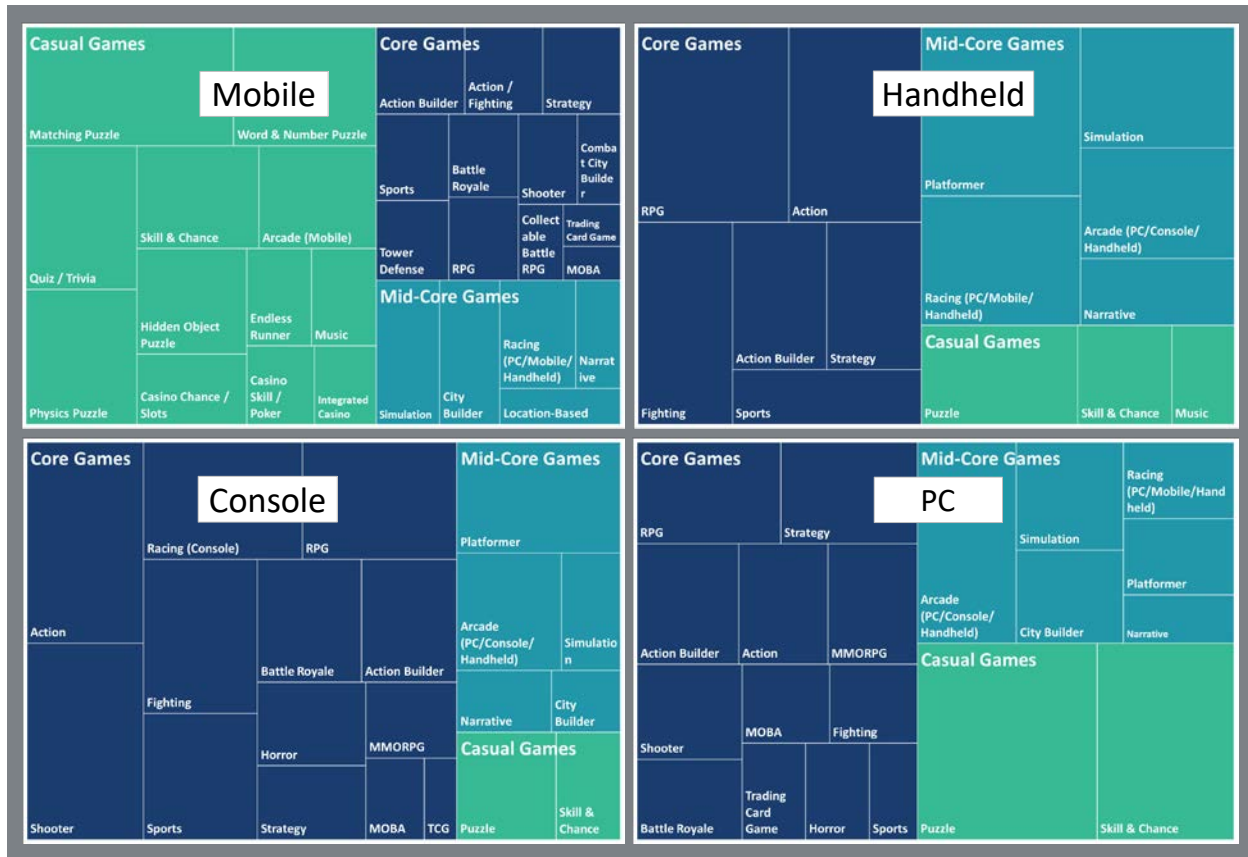 Mobile
Casual Games
Matching Puzzle
Word & Number Puzzle
Quiz / Trivia
Skill & Chance
Arcade (Mobile)
Physics Puzzle
Hidden Object
Puzzle
Endless
Runner
Music
Casino Chance /
Slots
Casino
Skill /
Poker
Integrated
Casino
Core Games
Action Builder
Action /
Fighting
Strategy
Sports
Battle
Royale
Shooter
Comba
t City
Builde
r
Tower
Defense
RPG
Collect
able
Battle
RPG
Trading
Card Game
MOBA
Mid-Core Games
Simulation
City
Builder
Racing
(PC/Mobile/
Handheld)
Narrat
ive
Location-Based
Handheld
Core Games
RPG
Action
Fighting
Action Builder
Strategy
Sports
Mid-Core Games
Platformer
Simulation
Racing (PC/Mobile/
Handheld)
Arcade (PC/Console/
Handheld)
Narrative
Casual Games
Puzzle
Skill & Chance
Music
Console
Core Games
Action
Racing (Console)
RPG
Shooter
Fighting
Battle Royale
Action Builder
Sports
Horror
MMORPG
Strategy
MOBA
TCG
Mid-Core Games
Platformer
Arcade
(PC/Console/
Handheld)
Simulatio
n
Narrative
City
Builder
Casual Games
Puzzle
Skill &
Chance
PC
Core Games
RPG
Strategy
Action Builder
Action
MMORPG
Shooter
MOBA
Fighting
Battle Royale
Trading
Card
Game
Horror
Sports
Mid-Core Games
Arcade
(PC/Console/
Handheld)
Simulation
City Builder
Racing
(PC/Mobile/Hand
held)
Platformer
Narrative
Casual Games
Puzzle
Skill & Chance